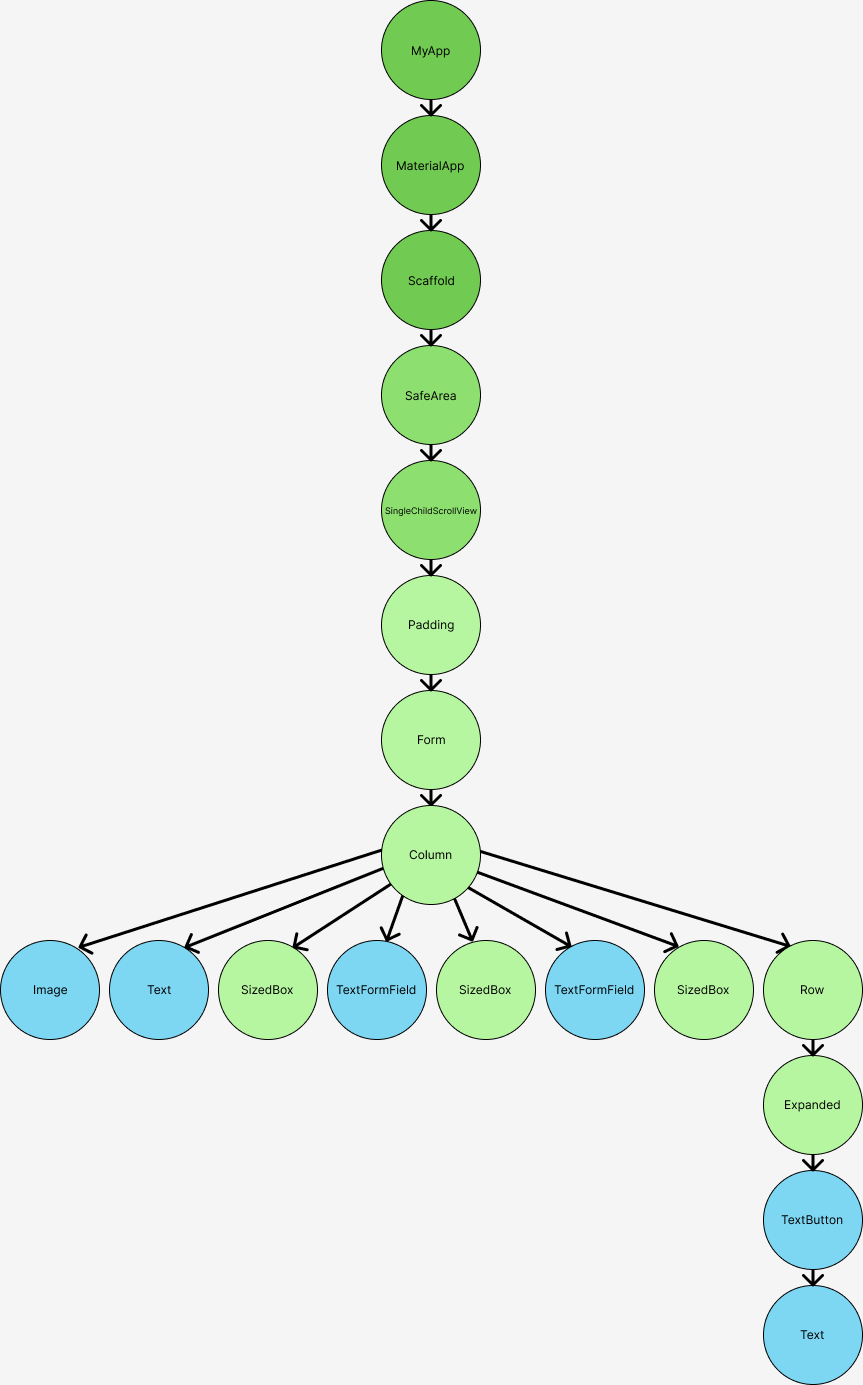 MyApp
MaterialApp
Scaffold
SafeArea
SingleChildScrollView
Padding
Form
Column
Image
Text
SizedBox
TextFormField
SizedBox
TextFormField
SizedBox
Row
Expanded
TextButton
Text